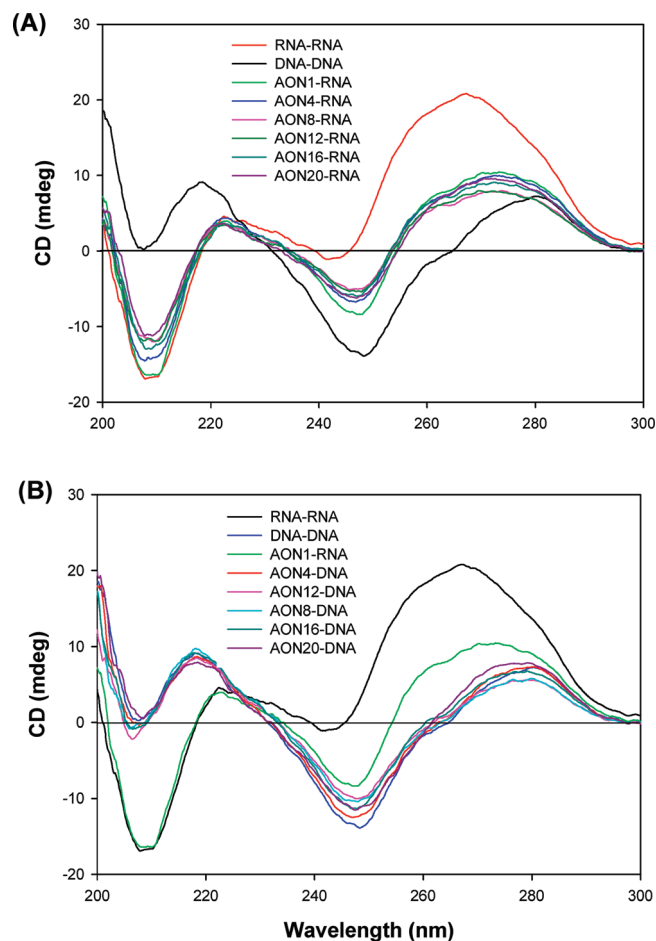 (A)
30
20
10
0
-10
-20
CD (mdeg)
RNA-RNA
DNA-DNA
AON1-RNA
AON4-RNA
AON8-RNA
AON12-RNA
AON16-RNA
AON20-RNA
200 220 240 260 280 300
(B)
30
20
10
0
-10
-20
CD (mdeg)
RNA-RNA
DNA-DNA
AON1-RNA
AON4-DNA
AON12-DNA
AON8-DNA
AON16-DNA
AON20-DNA
200 220 240 260 280 300
Wavelength (nm)